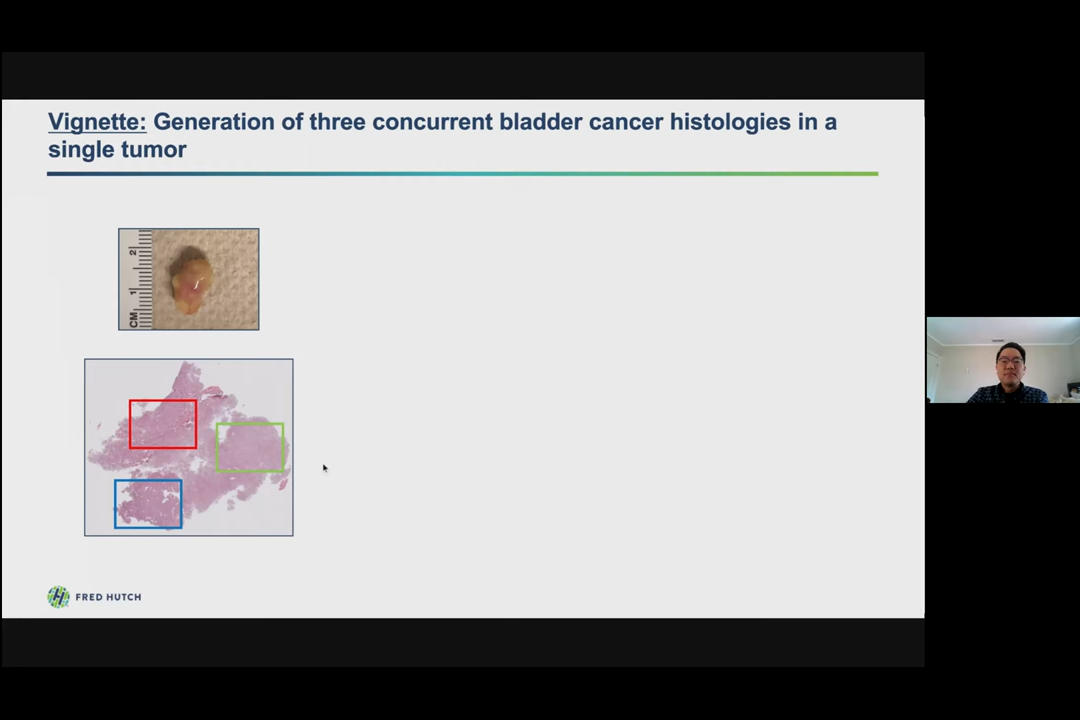 Vignette: Generation of three concurrent bladder cancer histologies in a
single tumor
2
1
CM
FRED HUTCH